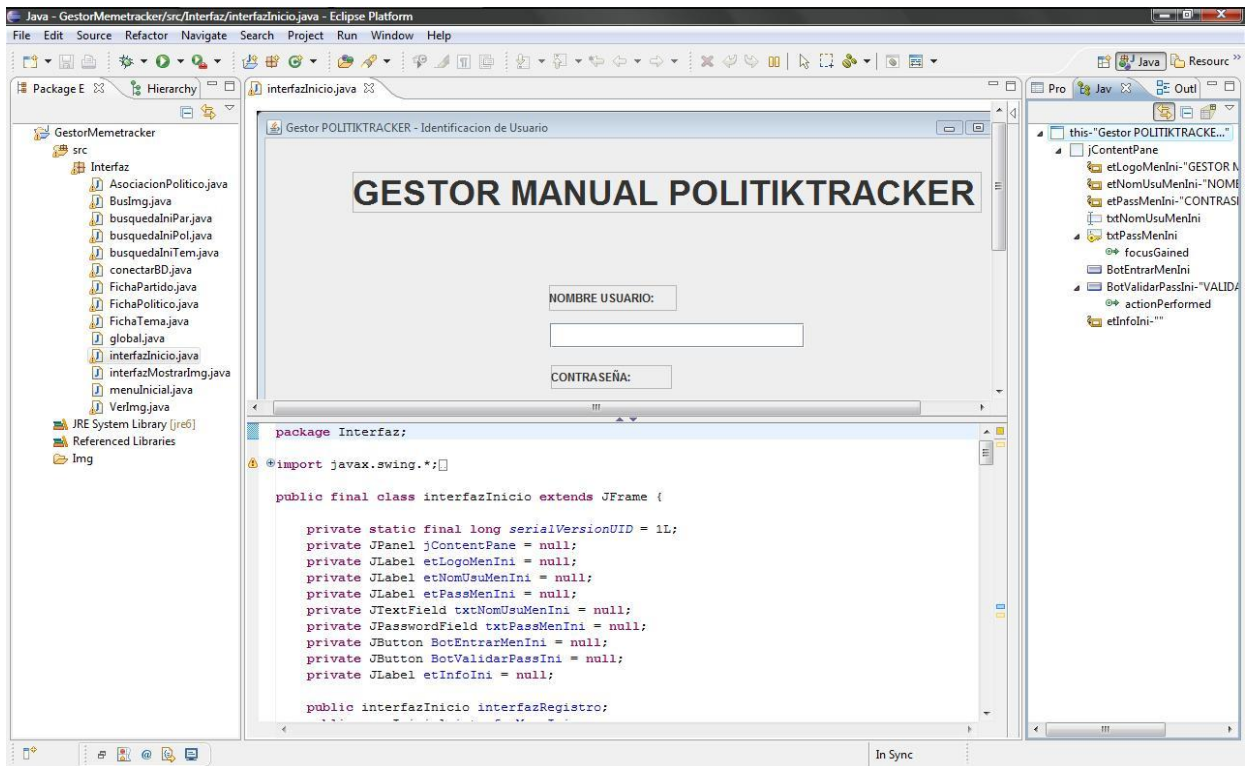 Java - GestorMemetracker/src/Interfaz/interfazInicio.java - Eclipse Platform
File Edit Source Refactor Navigate Search Project Run Window Help
Java Resourc
Package E Hierarchy
GestorMemetracker
src
Interfaz
AsociacionPolitico.java
BusImg.java
busquedaIniPar.java
busquedaIniPol.java
busquedaIniTem.java
conectarBD.java
FichaPartido.java
FichaPolitico.java
FichaTema.java
global.java
interfazInicio.java
interfazMostrarImg.java
menuInicial.java
VerImg.java
JRE System Library [jre6]
Referenced Libraries
Img
interfazInicio.java
Gestor POLITIKTRACKER - Identificacion de Usuario
GESTOR MANUAL POLITIKTRACKER
NOMBRE USUARIO:
CONTRASEÑA:
package Interfaz;
import javax.swing.*;
public final class interfazInicio extends JFrame {
private static final long serialVersionUID = 1L;
private JPanel jContentPane = null;
private JLabel etLogoMenIni = null;
private JLabel etNomUsuMenIni = null;
private JLabel etPassMenIni = null;
private JTextField txtNomUsuMenIni = null;
private JPasswordField txtPassMenIni = null;
private JButton BotEntrarMenIni = null;
private JButton BotValidarPassIni = null;
private JLabel etInfoIni = null;
public interfazInicio interfazRegistro;
Pro Jav Outl
this-"Gestor POLITIKTRACKE..."
jContentPane
etLogoMenIni-"GESTOR M
etNomUsuMenIni-"NOME
etPassMenIni-"CONTRASI
txtNomUsuMenIni
txtPassMenIni
focusGained
BotEntrarMenIni
BotValidarPassIni-"VALIDA
actionPerformed
etInfoIni-""
In Sync